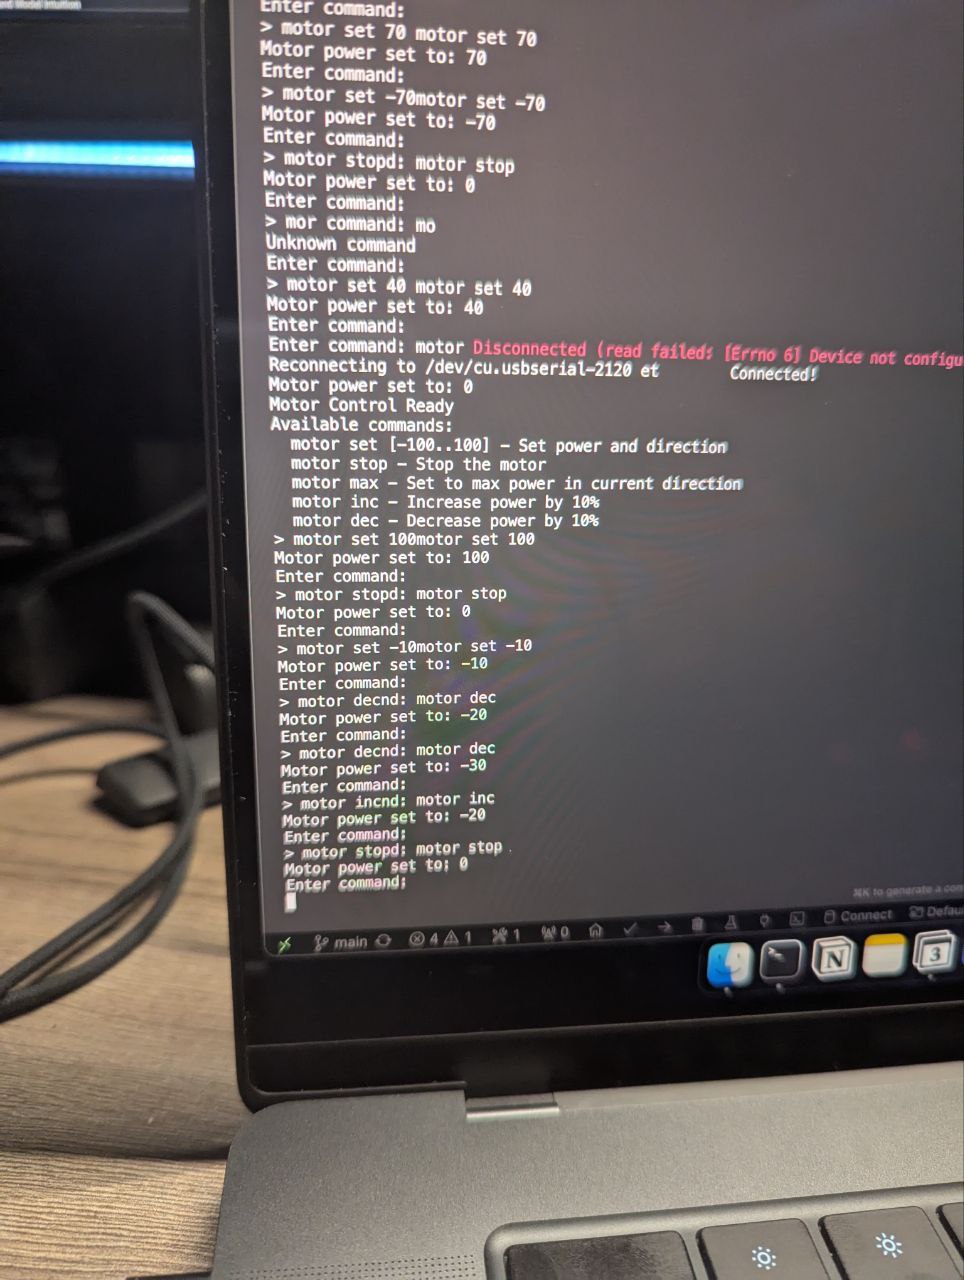 Enter command:
> motor set 70 motor set 70
Motor power set to: 70
Enter command:
> motor set -70motor set -70
Motor power set to: -70
Enter command:
> motor stopd: motor stop
Motor power set to: 0
Enter command:
> mor command: mo
Unknown command
Enter command:
> motor set 40 motor set 40
Motor power set to: 40
Enter command:
Enter command: motor Disconnected (read failed: [Errno 6] Device not configu
Reconnecting to /dev/cu.usbserial-2120 et Connected!
Motor power set to: 0
Motor Control Ready
Available commands:
motor set [-100..100] – Set power and direction
motor stop – Stop the motor
motor max – Set to max power in current direction
motor inc – Increase power by 10%
motor dec – Decrease power by 10%
> motor set 100motor set 100
Motor power set to: 100
Enter command:
> motor stopd: motor stop
Motor power set to: 0
Enter command:
> motor set -10motor set -10
Motor power set to: -10
Enter command:
> motor decnd: motor dec
Motor power set to: -20
Enter command:
> motor decnd: motor dec
Motor power set to: -30
Enter command:
> motor incnd: motor inc
Motor power set to: -20
Enter command:
> motor stopd: motor stop
Motor power set to: 0
Enter command:
⌘K to generate a com
main 4 1 1 0 Connect Defau
N 3